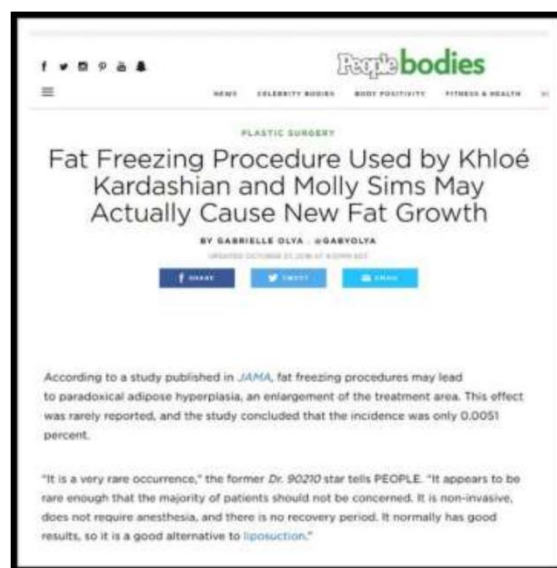 People bodies
NEWS CELEBRITY BODIES BODY POSITIVITY FITNESS & HEALTH
PLASTIC SURGERY
Fat Freezing Procedure Used by Khloé
Kardashian and Molly Sims May
Actually Cause New Fat Growth
BY GABRIELLE OLYA . @GABYOLYA
SHARE TWEET EMAIL
According to a study published in JAMA, fat freezing procedures may lead
to paradoxical adipose hyperplasia, an enlargement of the treatment area. This effect
was rarely reported, and the study concluded that the incidence was only 0.0051
percent.
"It is a very rare occurrence," the former Dr. 90210 star tells PEOPLE. "It appears to be
rare enough that the majority of patients should not be concerned. It is non-invasive,
does not require anesthesia, and there is no recovery period. It normally has good
results, so it is a good alternative to liposuction."